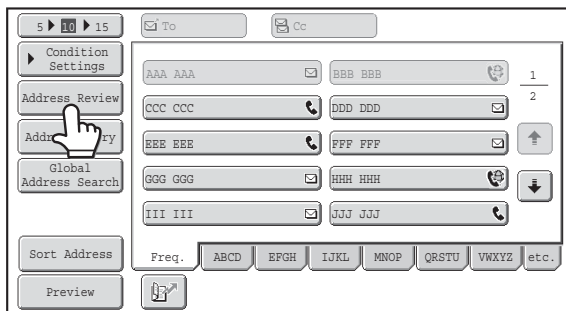 5 10 15
To
Cc
Condition
Settings
Address Review
Global
Address Search
Sort Address
Preview
AAA AAA
BBB BBB
CCC CCC
DDD DDD
EEE EEE
FFF FFF
GGG GGG
HHH HHH
III III
JJJ JJJ
1
2
Freq.
ABCD
EFGH
IJKL
MNOP
QRSTU
VWXYZ
etc.